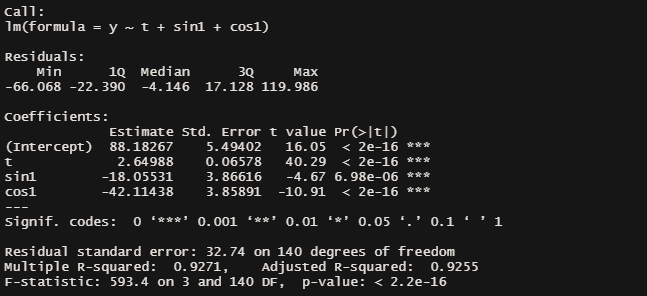 Call:
lm(formula = y ~ t + sin1 + cos1)

Residuals:
    Min      1Q  Median      3Q     Max
-66.068 -22.390  -4.146  17.128 119.986

Coefficients:
             Estimate Std. Error t value Pr(>|t|)
(Intercept)  88.18267    5.49402   16.05  < 2e-16 ***
t             2.64988    0.06578   40.29  < 2e-16 ***
sin1        -18.05531    3.86616   -4.67 6.98e-06 ***
cos1        -42.11438    3.85891  -10.91  < 2e-16 ***
---
Signif. codes:  0 ‘***’ 0.001 ‘**’ 0.01 ‘*’ 0.05 ‘.’ 0.1 ‘ ’ 1

Residual standard error: 32.74 on 140 degrees of freedom
Multiple R-squared:  0.9271,    Adjusted R-squared:  0.9255
F-statistic: 593.4 on 3 and 140 DF,  p-value: < 2.2e-16